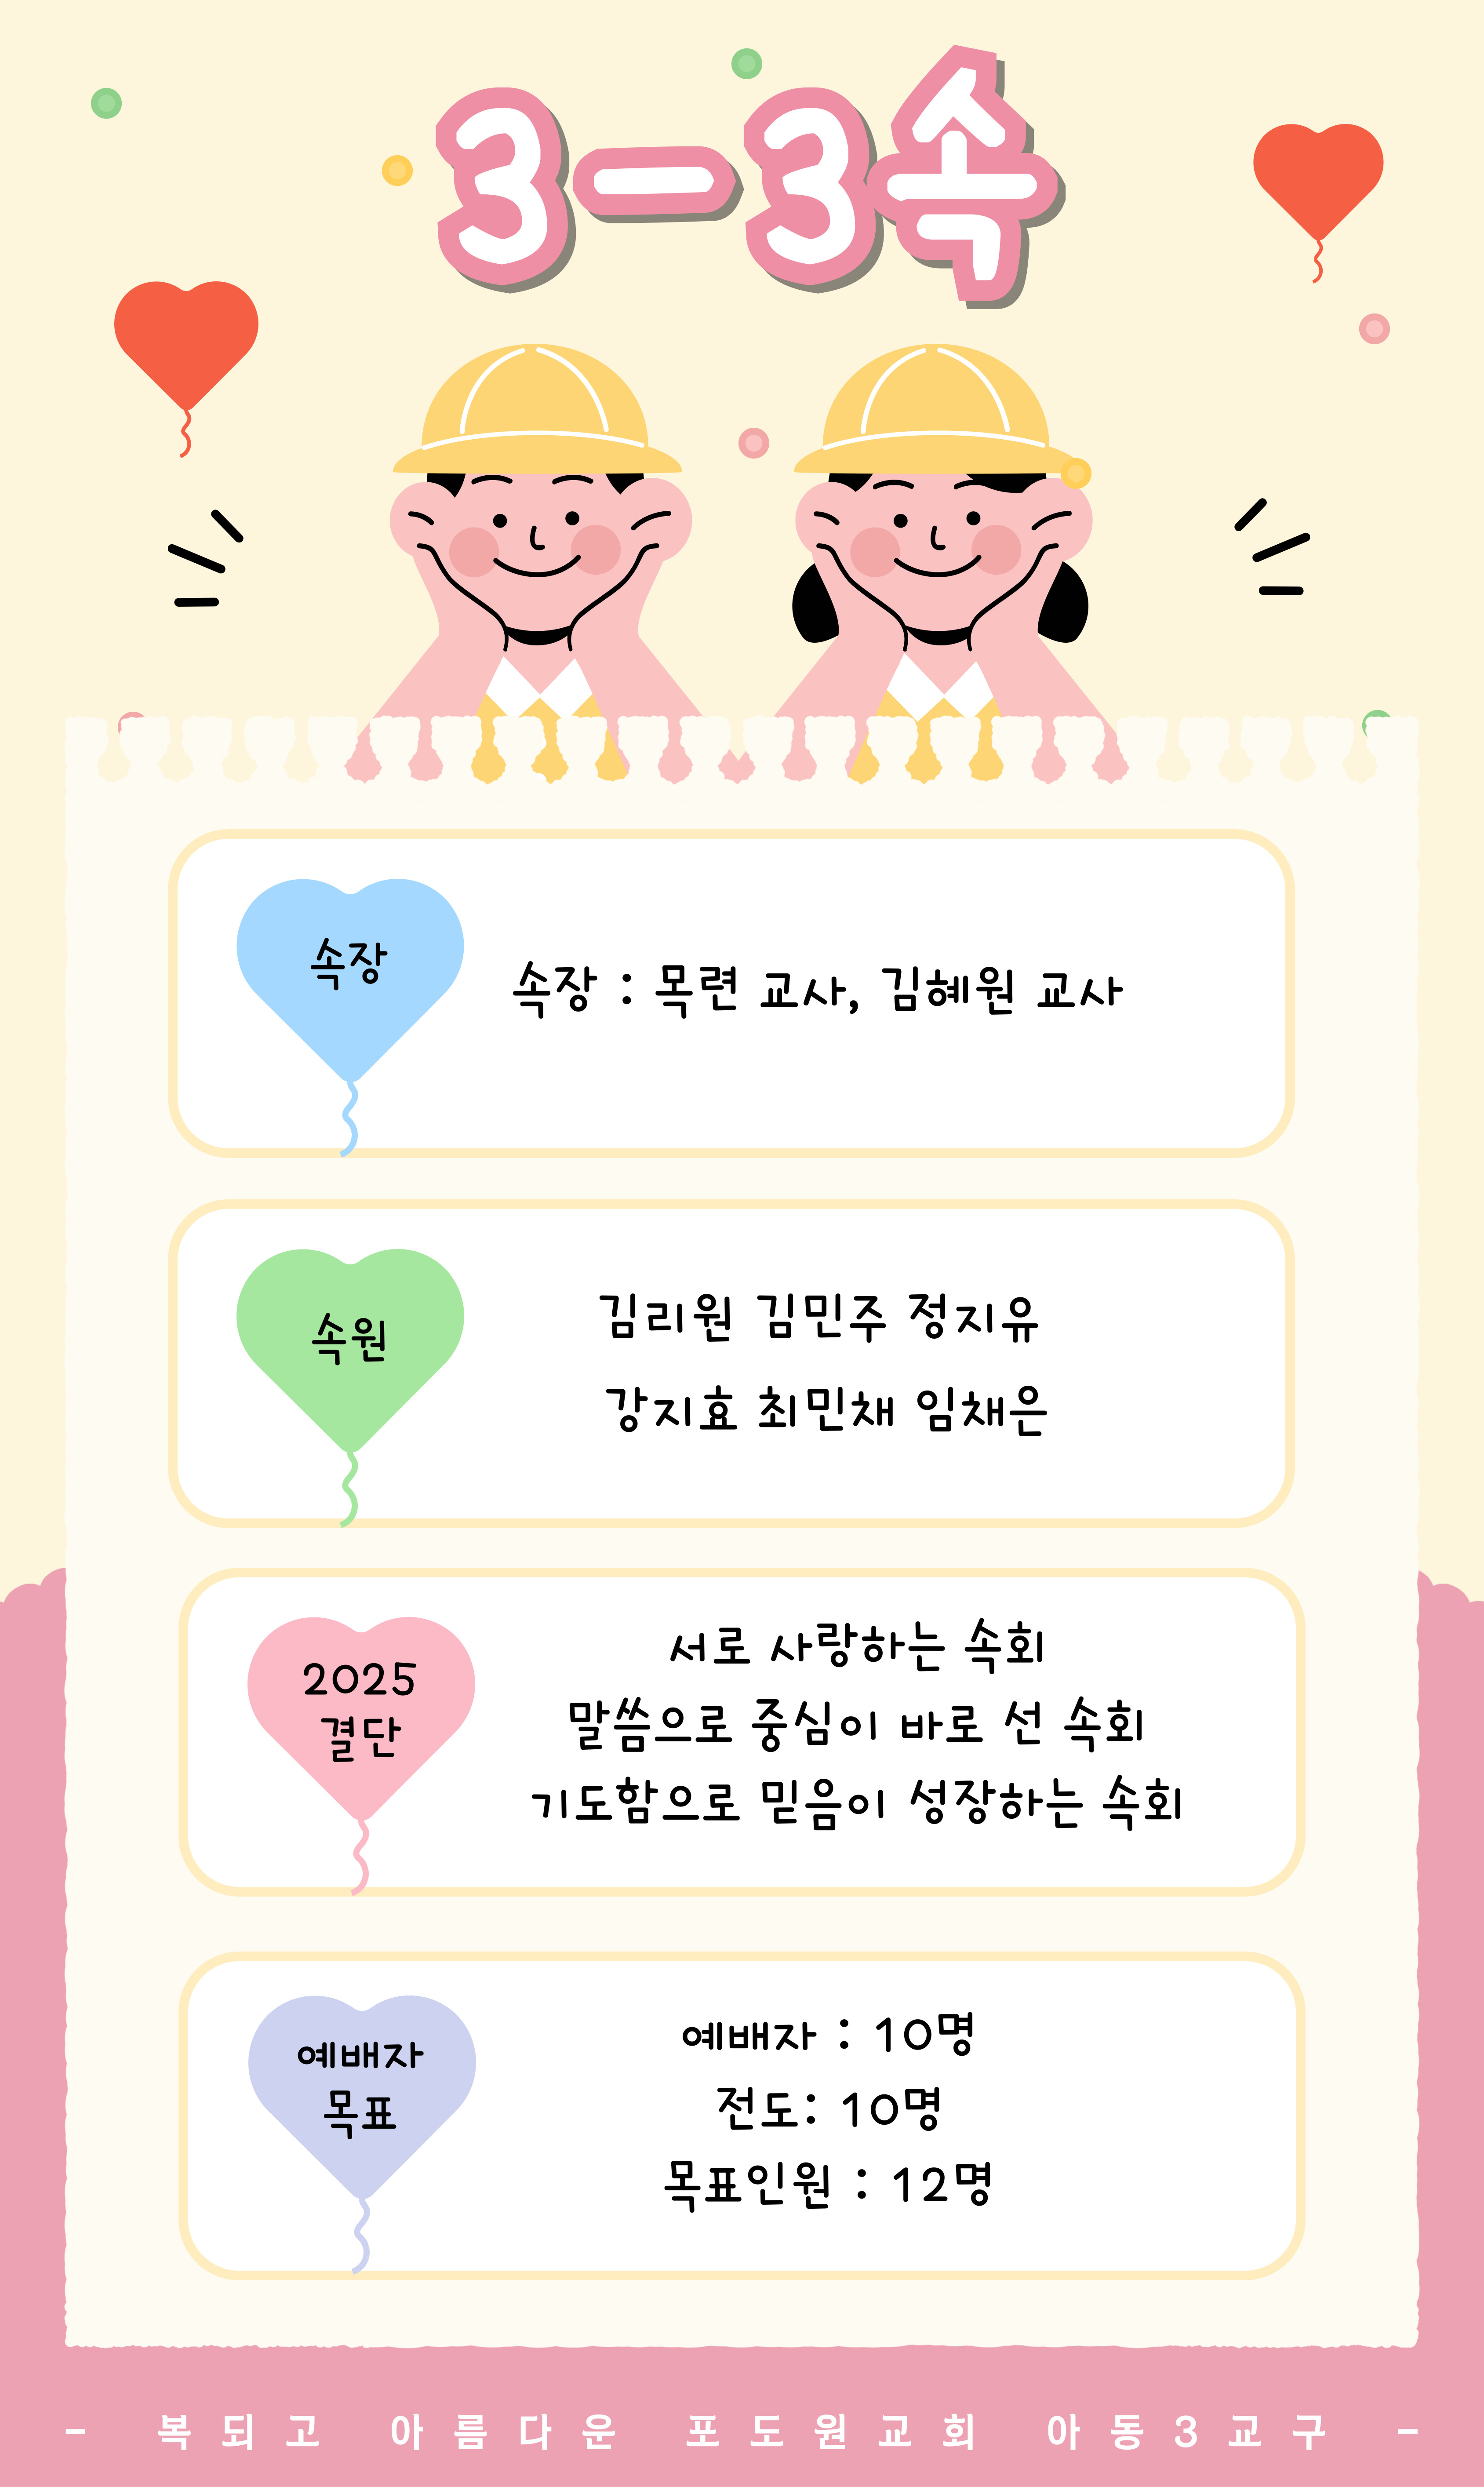 3-3속
속장
속장 : 목련 교사, 김혜원 교사
속원
김리원 김민주 정지유
강지효 최민채 임채은
2025
결단
서로 사랑하는 속회
말씀으로 중심이 바로 선 속회
기도함으로 믿음이 성장하는 속회
예배자
목표
예배자 : 10명
전도: 10명
목표인원 : 12명
- 복되고 아름다운 포도원교회 아동3교구 -